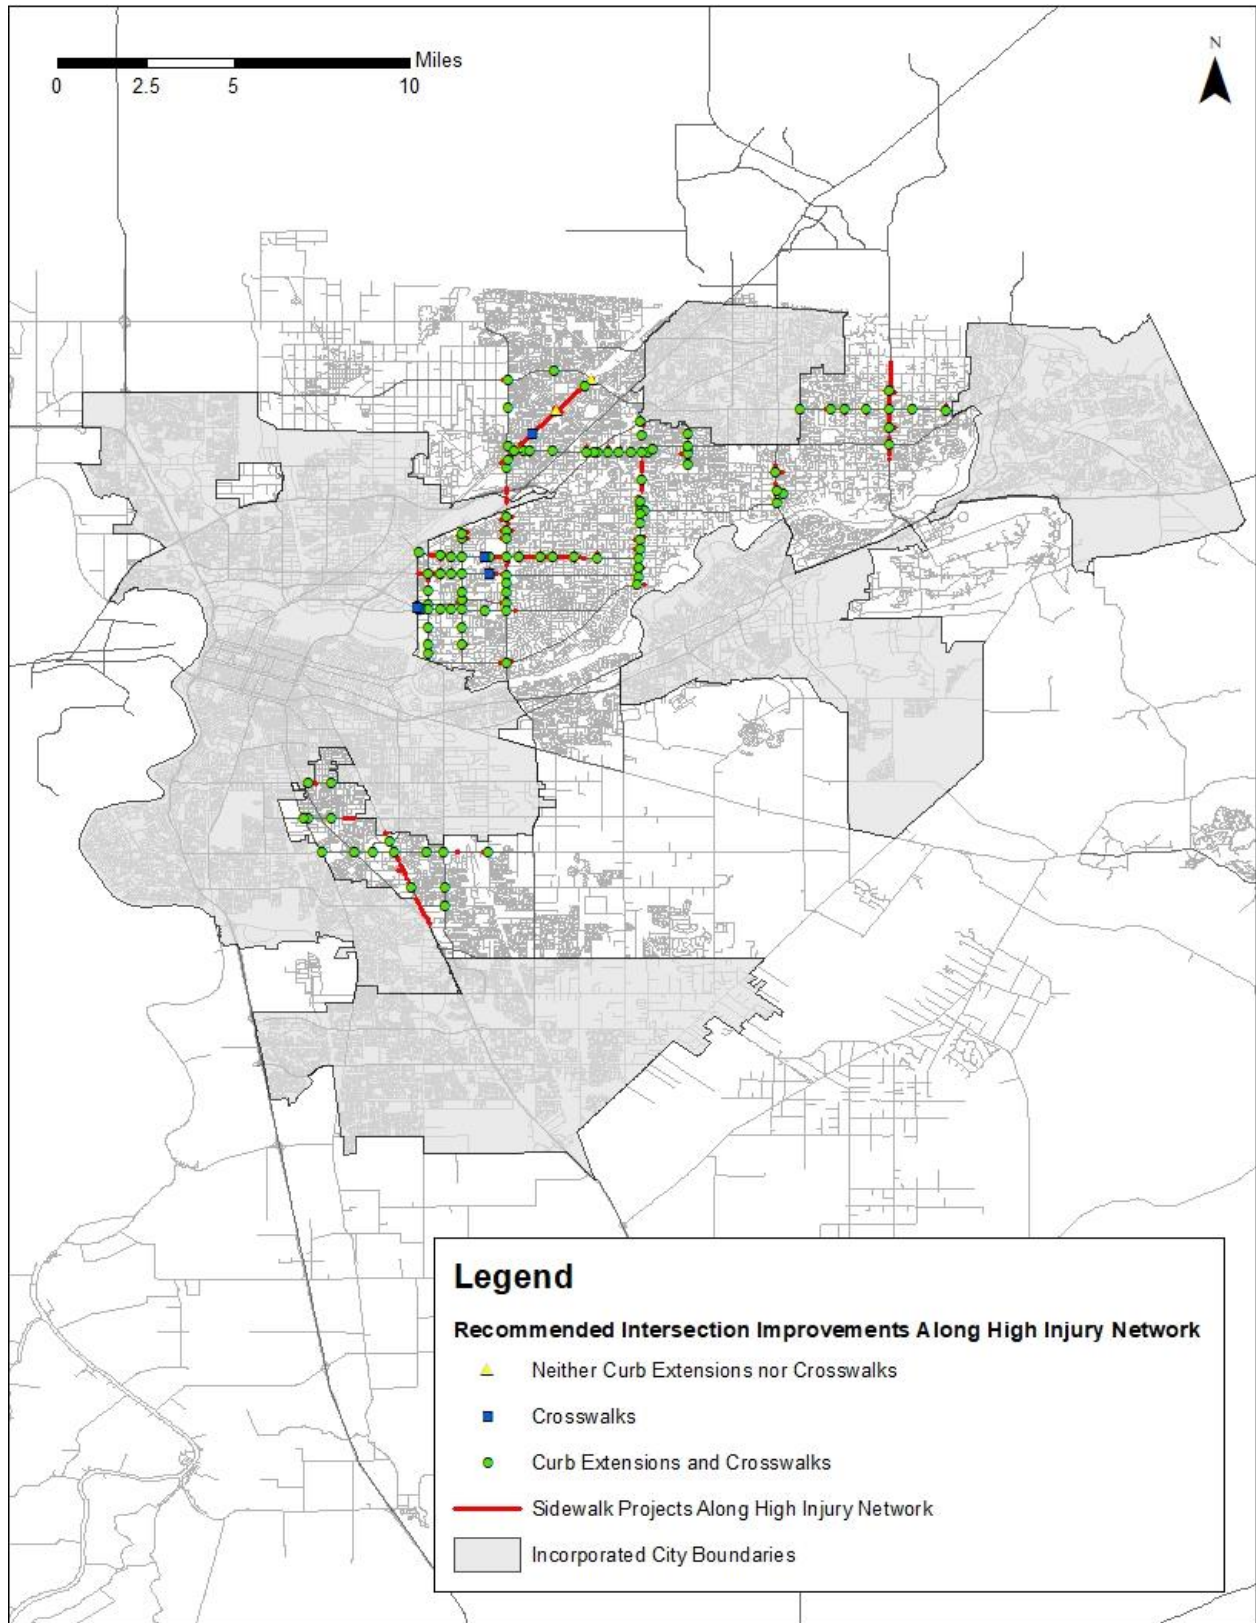 Miles
0 2.5 5 10
N
Legend
Recommended Intersection Improvements Along High Injury Network
Neither Curb Extensions nor Crosswalks
Crosswalks
Curb Extensions and Crosswalks
Sidewalk Projects Along High Injury Network
Incorporated City Boundaries